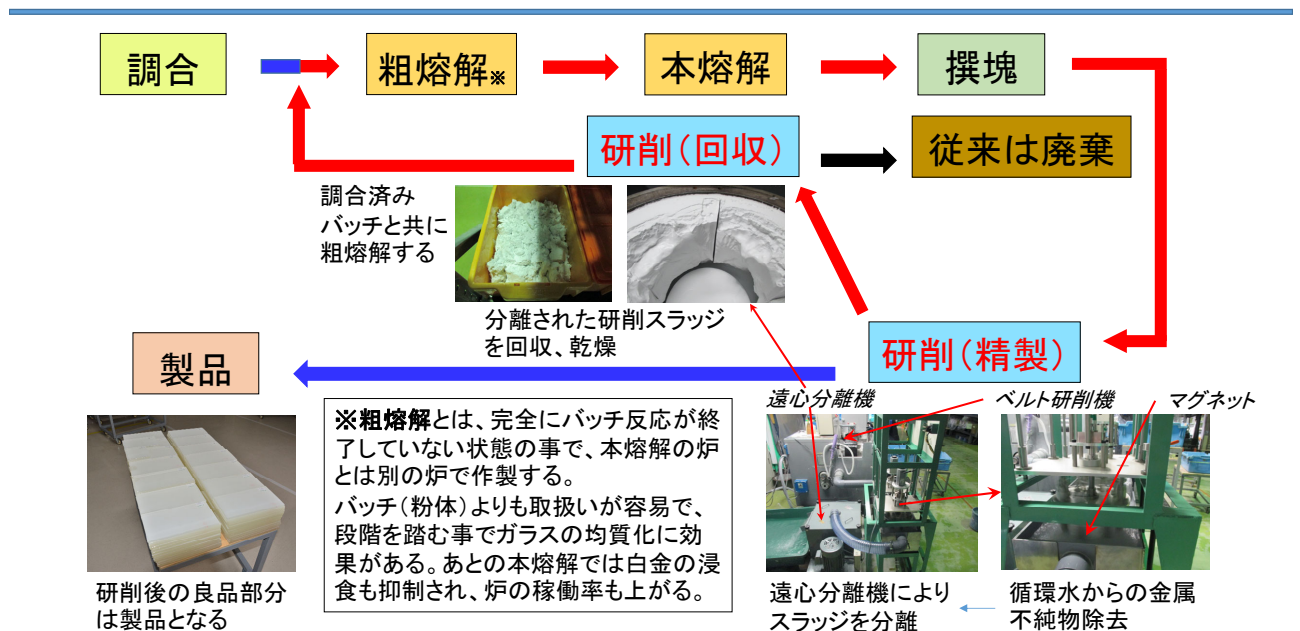 調合
粗熔解※
本熔解
撰塊
研削(回収)
従来は廃棄
調合済み
バッチと共に
粗熔解する
分離された研削スラッジ
を回収、乾燥
製品
研削(精製)
遠心分離機
ベルト研削機
マグネット
※粗熔解とは、完全にバッチ反応が終
了していない状態の事で、本熔解の炉
とは別の炉で作製する。
バッチ(粉体)よりも取扱いが容易で、
段階を踏む事でガラスの均質化に効
果がある。あとの本熔解では白金の浸
食も抑制され、炉の稼働率も上がる。
研削後の良品部分
は製品となる
遠心分離機により
スラッジを分離
循環水からの金属
不純物除去